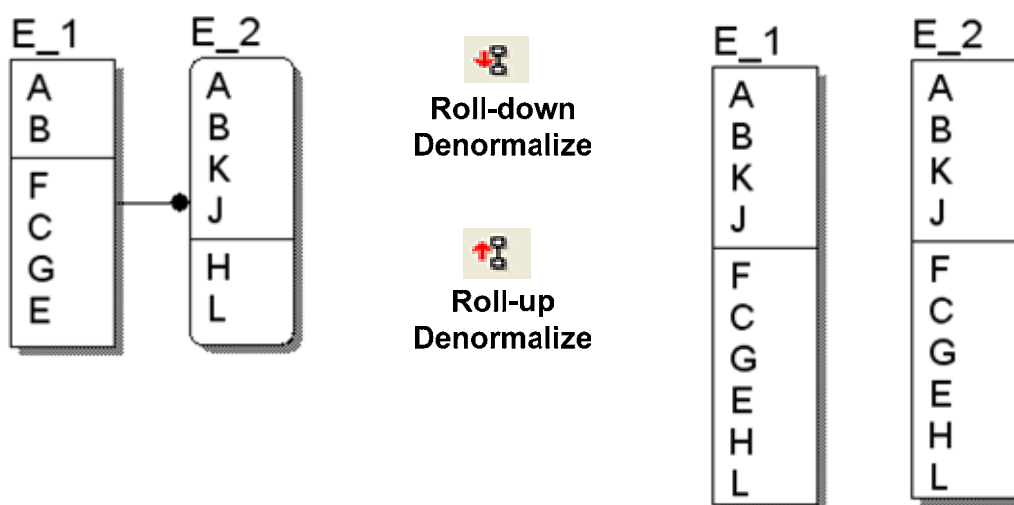 E_1
A
B
F
C
G
E
E_2
A
B
K
J
H
L
Roll-down
Denormalize
Roll-up
Denormalize
E_1
A
B
K
J
F
C
G
E
H
L
E_2
A
B
K
J
F
C
G
E
H
L